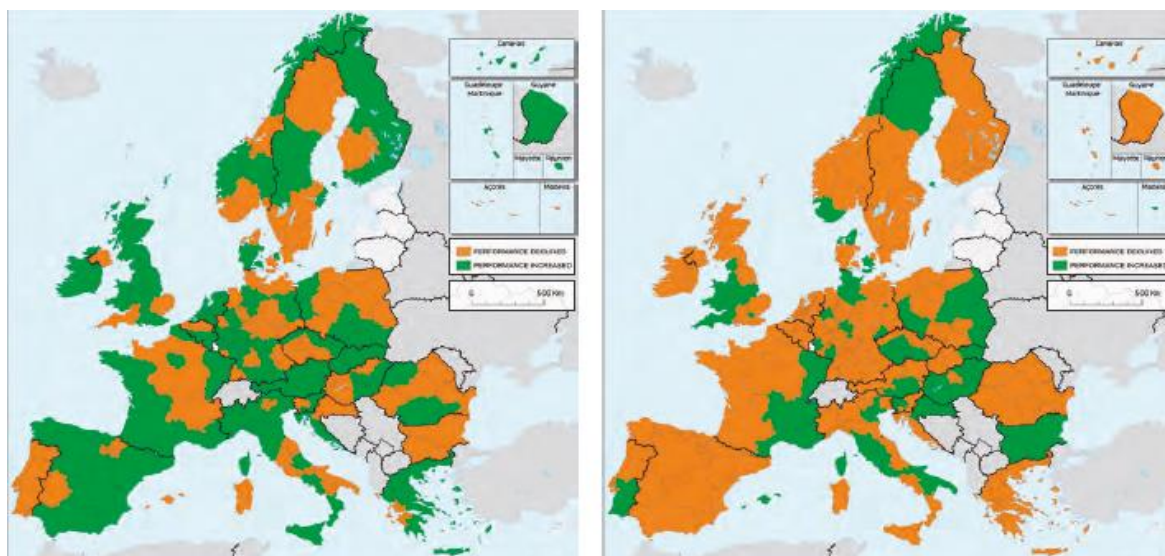 Canarias
Guadeloupe
Martinique
Guyane
Mayotte
Réunion
Açores
Madeira
PERFORMANCE DECLINED
PERFORMANCE INCREASED
0
500 Km
Canarias
Guadeloupe
Martinique
Guyane
Mayotte
Réunion
Açores
Madeira
PERFORMANCE DECLINED
PERFORMANCE INCREASED
0
500 Km